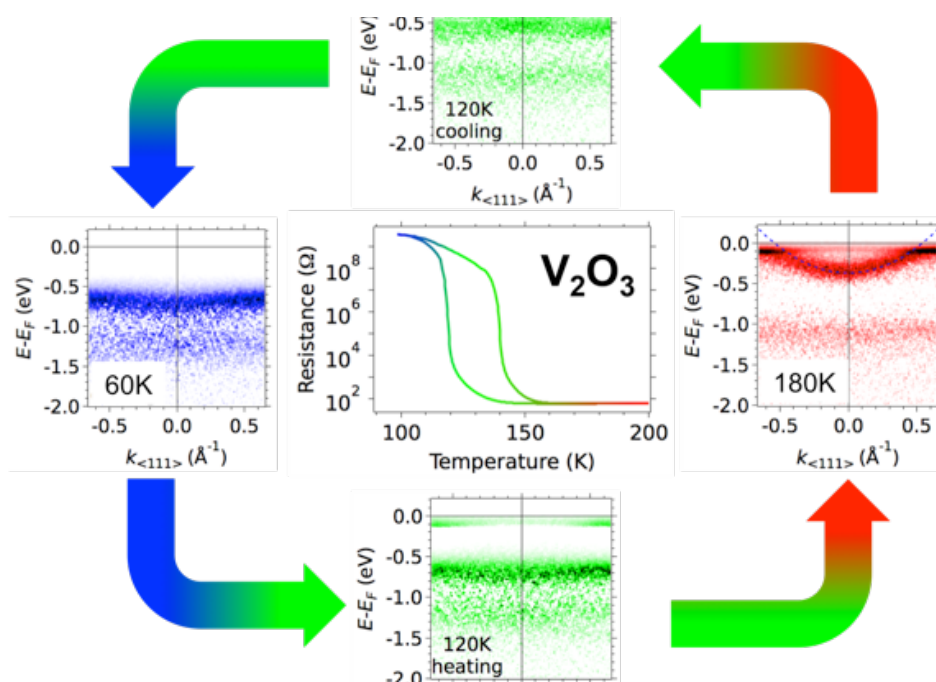 -0.5
-1.0
-1.5
-2.0
E-E_F (eV)
120K
cooling
-0.5 0.0 0.5
k<111> (Å⁻¹)
0.0
-0.5
-1.0
-1.5
-2.0
E-E_F (eV)
60K
-0.5 0.0 0.5
k<111> (Å⁻¹)
V₂O₃
10⁸
10⁶
10⁴
10²
Resistance (Ω)
100 150 200
Temperature (K)
0.0
-0.5
-1.0
-1.5
-2.0
E-E_F (eV)
180K
-0.5 0.0 0.5
k<111> (Å⁻¹)
0.0
-0.5
-1.0
-1.5
-2.0
E-E_F (eV)
120K
heating